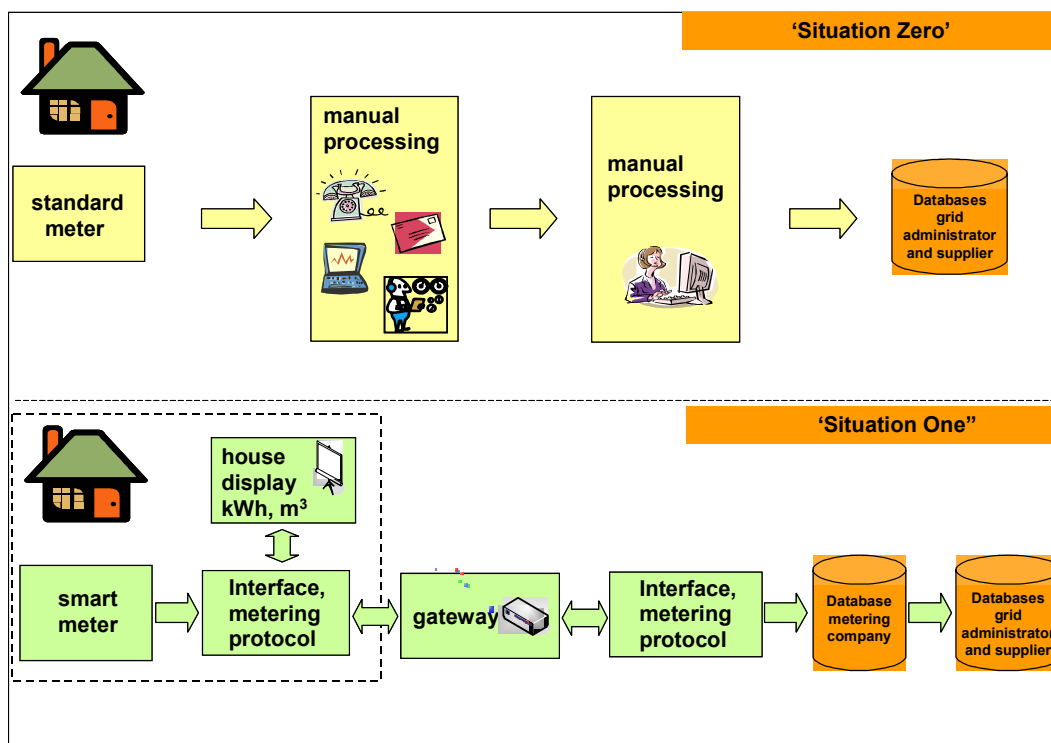 ‘Situation Zero’
manual
processing
manual
processing
standard
meter
Databases
grid
administrator
and supplier
‘Situation One”
house
display
kWh, m³
smart
meter
Interface,
metering
protocol
gateway
Interface,
metering
protocol
Database
metering
company
Databases
grid
administrator
and supplier